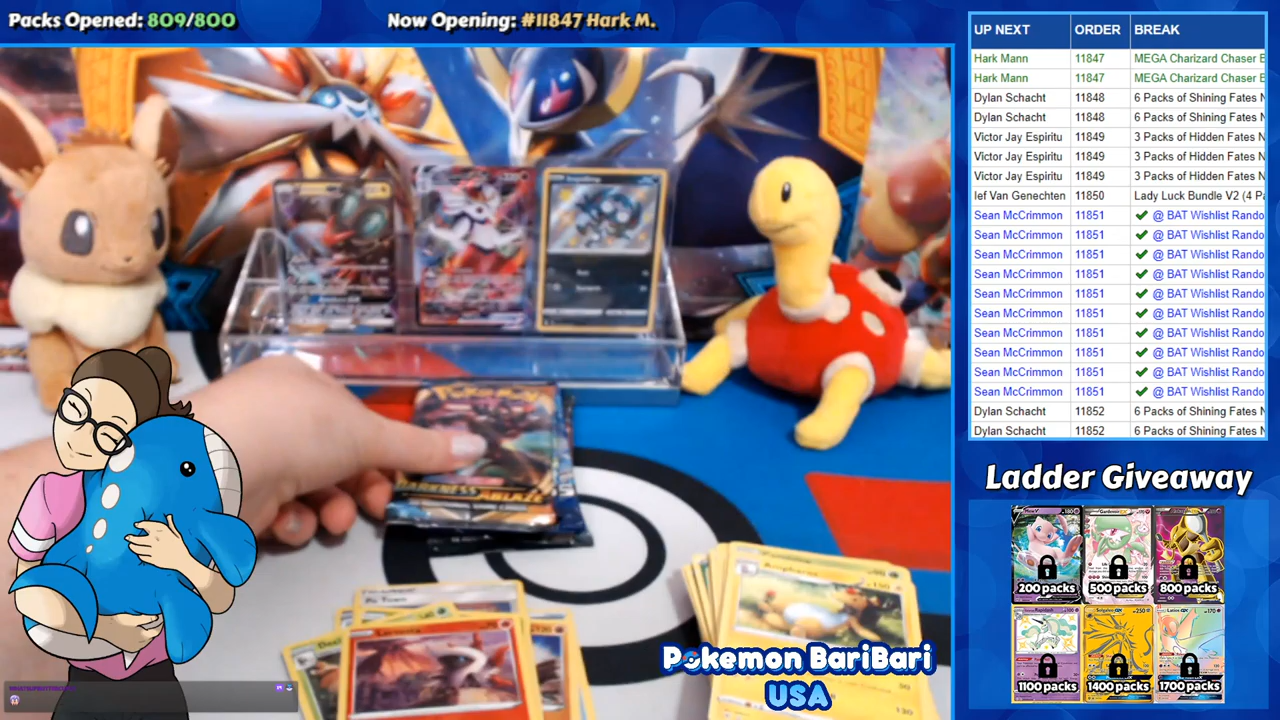 Packs Opened: 809/800
Now Opening: #11847 Hark M.
UP NEXT ORDER BREAK
Hark Mann 11847 MEGA Charizard Chaser
Hark Mann 11847 MEGA Charizard Chaser
Dylan Schacht 11848 6 Packs of Shining Fates
Dylan Schacht 11848 6 Packs of Shining Fates
Victor Jay Espiritu 11849 3 Packs of Hidden Fates
Victor Jay Espiritu 11849 3 Packs of Hidden Fates
Victor Jay Espiritu 11849 3 Packs of Hidden Fates
Ief Van Genechten 11850 Lady Luck Bundle V2 (4
Sean McCrimmon 11851 ✔ @ BAT Wishlist Rando
Sean McCrimmon 11851 ✔ @ BAT Wishlist Rando
Sean McCrimmon 11851 ✔ @ BAT Wishlist Rando
Sean McCrimmon 11851 ✔ @ BAT Wishlist Rando
Sean McCrimmon 11851 ✔ @ BAT Wishlist Rando
Sean McCrimmon 11851 ✔ @ BAT Wishlist Rando
Sean McCrimmon 11851 ✔ @ BAT Wishlist Rando
Sean McCrimmon 11851 ✔ @ BAT Wishlist Rando
Sean McCrimmon 11851 ✔ @ BAT Wishlist Rando
Sean McCrimmon 11851 ✔ @ BAT Wishlist Rando
Dylan Schacht 11852 6 Packs of Shining Fates
Dylan Schacht 11852 6 Packs of Shining Fates
Ladder Giveaway
200 packs
500 packs
800 packs
1100 packs
1400 packs
1700 packs
Pokemon
DARKNESS ABLAZE
Ampharos
Pokemon BariBari
USA